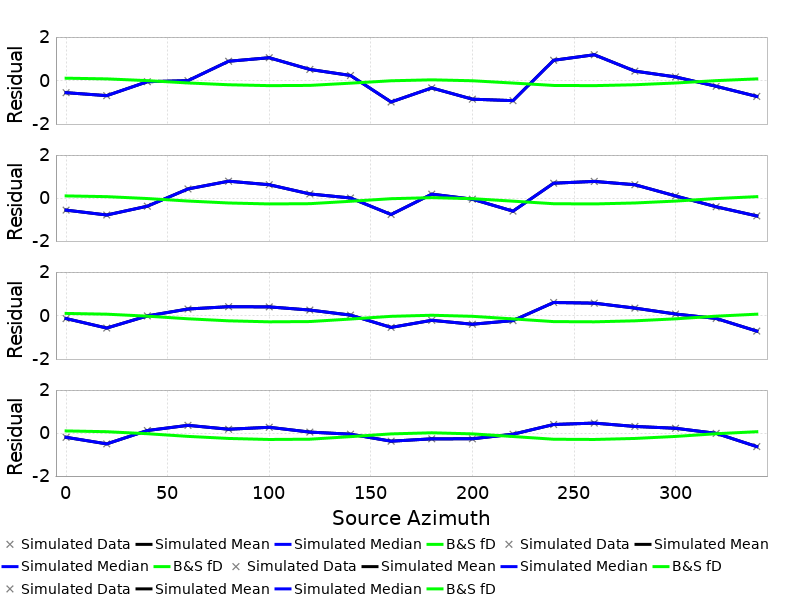 2
0
-2
Residual
2
0
-2
Residual
2
0
-2
Residual
2
0
-2
Residual
0 50 100 150 200 250 300
Source Azimuth
× Simulated Data Simulated Mean Simulated Median B&S fD × Simulated Data Simulated Mean
Simulated Median B&S fD × Simulated Data Simulated Mean Simulated Median B&S fD
× Simulated Data Simulated Mean Simulated Median B&S fD